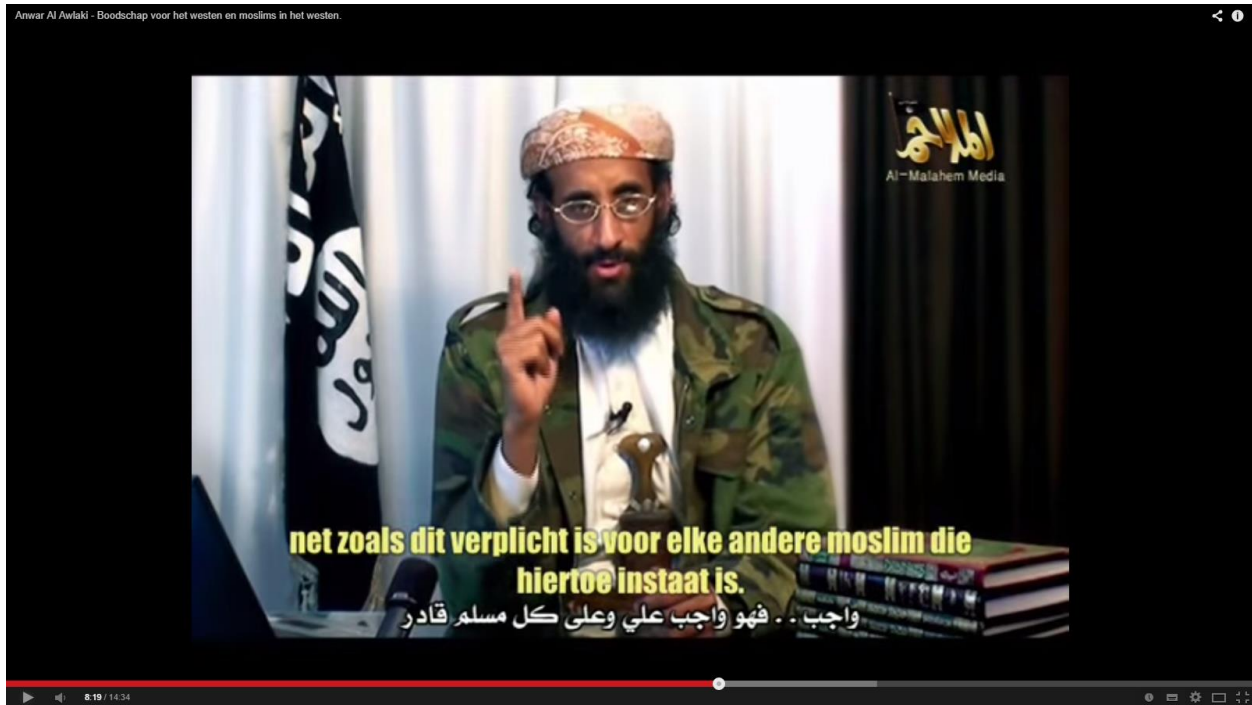 Anwar Al Awlaki - Boodschap voor het westen en moslims in het westen.
الملاحم
Al-Malahem Media
الله
رسول
net zoals dit verplicht is voor elke andere moslim die
hiertoe instaat is.
واجب . . فهو واجب علي وعلى كل مسلم قادر
8:19 / 14:34